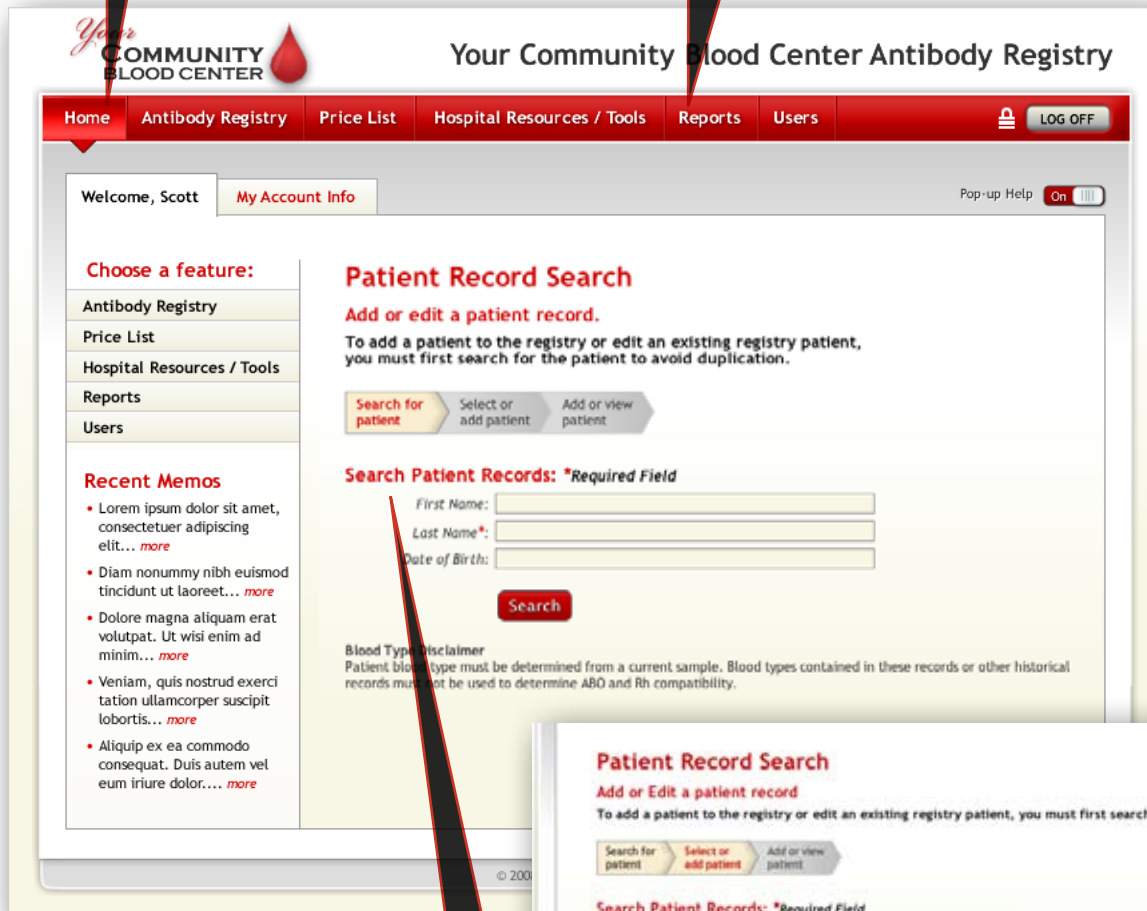 Your
COMMUNITY
BLOOD CENTER
Your Community Blood Center Antibody Registry
Home Antibody Registry Price List Hospital Resources / Tools Reports Users LOG OFF
Welcome, Scott My Account Info Pop-up Help On
Choose a feature:
Antibody Registry
Price List
Hospital Resources / Tools
Reports
Users
Recent Memos
• Lorem ipsum dolor sit amet,
consectetuer adipiscing
elit... more
• Diam nonummy nibh euismod
tincidunt ut laoreet... more
• Dolore magna aliquam erat
volutpat. Ut wisi enim ad
minim... more
• Veniam, quis nostrud exerci
tation ullamcorper suscipit
lobortis... more
• Aliquip ex ea commodo
consequat. Duis autem vel
eum iriure dolor.... more
Patient Record Search
Add or edit a patient record.
To add a patient to the registry or edit an existing registry patient,
you must first search for the patient to avoid duplication.
Search for patient
Select or add patient
Add or view patient
Search Patient Records: *Required Field
First Name:
Last Name*:
Date of Birth:
Search
Blood Type Disclaimer
Patient blood type must be determined from a current sample. Blood types contained in these records or other historical
records must not be used to determine ABO and Rh compatibility.
© 200
Patient Record Search
Add or Edit a patient record
To add a patient to the registry or edit an existing registry patient, you must first search
Search for patient
Select or add patient
Add or view patient
Search Patient Records: *Required Field